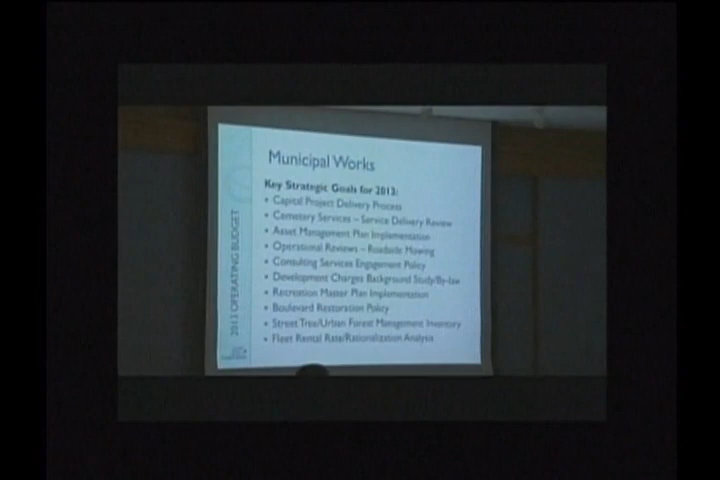 Municipal Works
Key Strategic Goals for 2013:
• Capital Project Delivery Process
• Cemetery Services – Service Delivery Review
• Asset Management Plan Implementation
• Operational Reviews – Roadside Mowing
• Consulting Services Engagement Policy
• Development Charges Background Study/By-law
• Recreation Master Plan Implementation
• Boulevard Restoration Policy
• Street Tree/Urban Forest Management Inventory
• Fleet Rental Rate/Rationalization Analysis
2013 OPERATING BUDGET